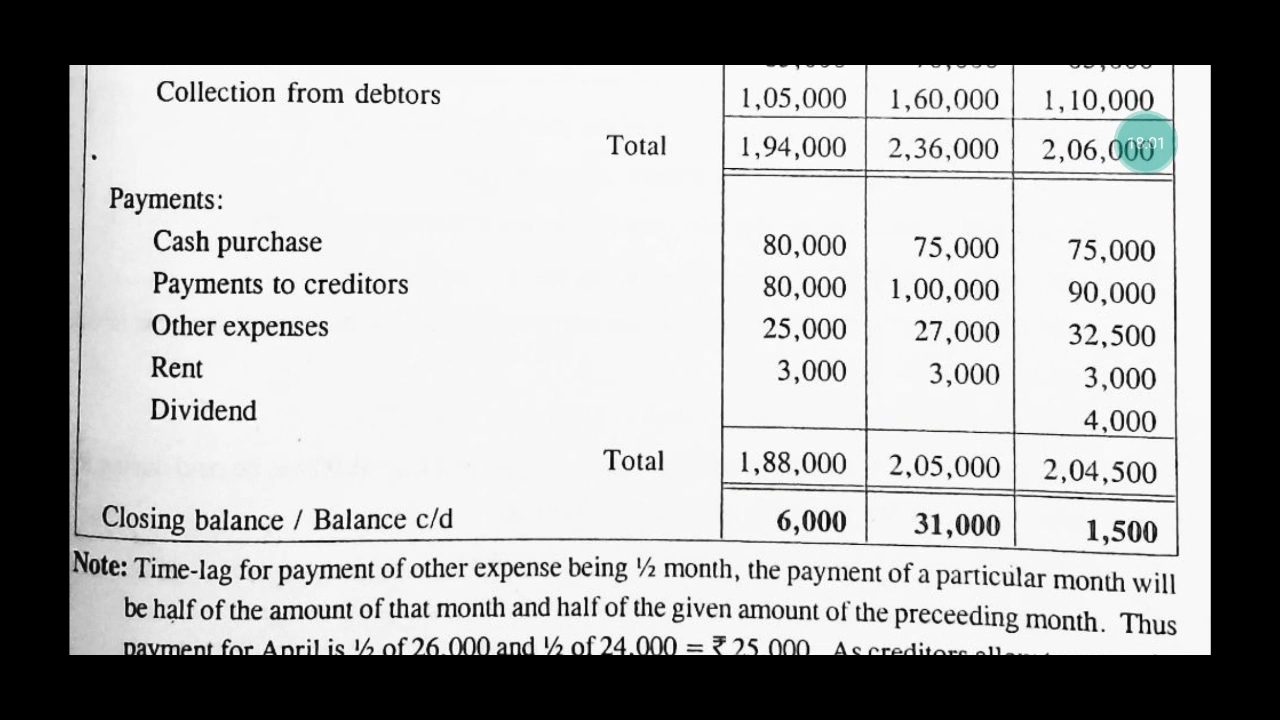 Collection from debtors 1,05,000 1,60,000 1,10,000
Total 1,94,000 2,36,000 2,06,000
18:01
Payments:
Cash purchase 80,000 75,000 75,000
Payments to creditors 80,000 1,00,000 90,000
Other expenses 25,000 27,000 32,500
Rent 3,000 3,000 3,000
Dividend 4,000
Total 1,88,000 2,05,000 2,04,500
Closing balance / Balance c/d 6,000 31,000 1,500
Note: Time-lag for payment of other expense being ½ month, the payment of a particular month will
be half of the amount of that month and half of the given amount of the preceeding month. Thus
payment for April is ½ of 26,000 and ½ of 24,000 = ₹ 25,000. As creditors